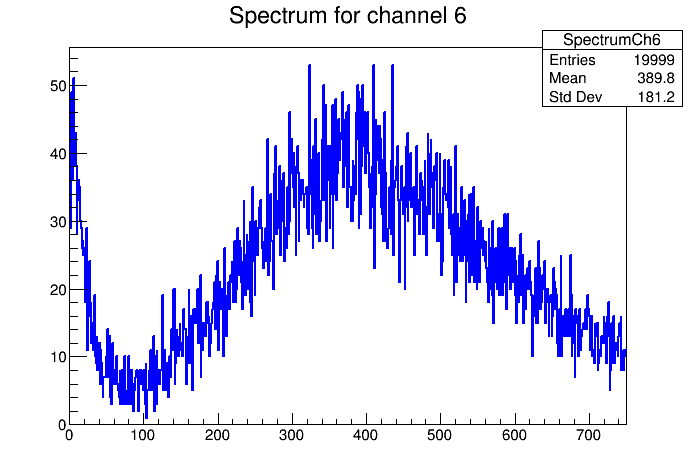 Spectrum for channel 6
SpectrumCh6
Entries 19999
Mean 389.8
Std Dev 181.2
50
40
30
20
10
0
0 100 200 300 400 500 600 700